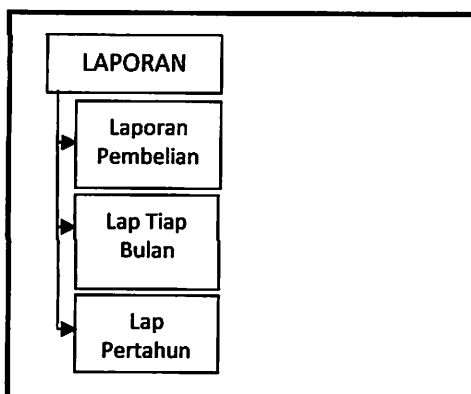 LAPORAN
Laporan
Pembelian
Lap Tiap
Bulan
Lap
Pertahun